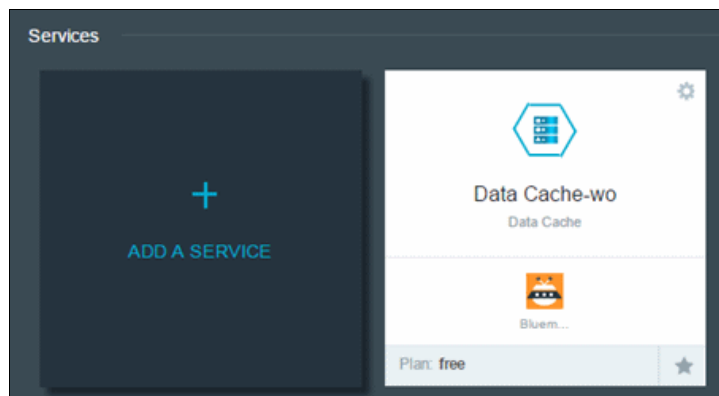 Services
+
ADD A SERVICE
Data Cache-wo
Data Cache
Bluem...
Plan: free